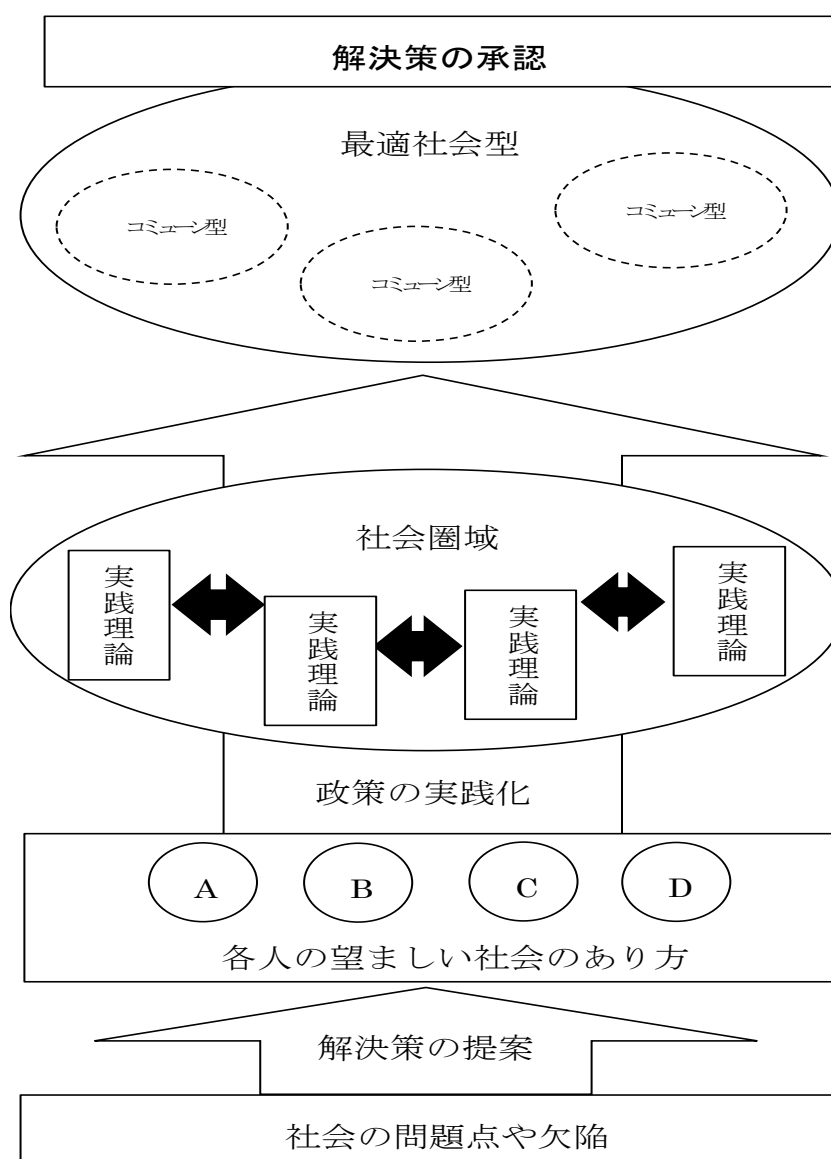 解決策の承認
最適社会型
コミューン型
コミューン型
コミューン型
社会圏域
実践理論
実践理論
実践理論
実践理論
政策の実践化
A
B
C
D
各人の望ましい社会のあり方
解決策の提案
社会の問題点や欠陥